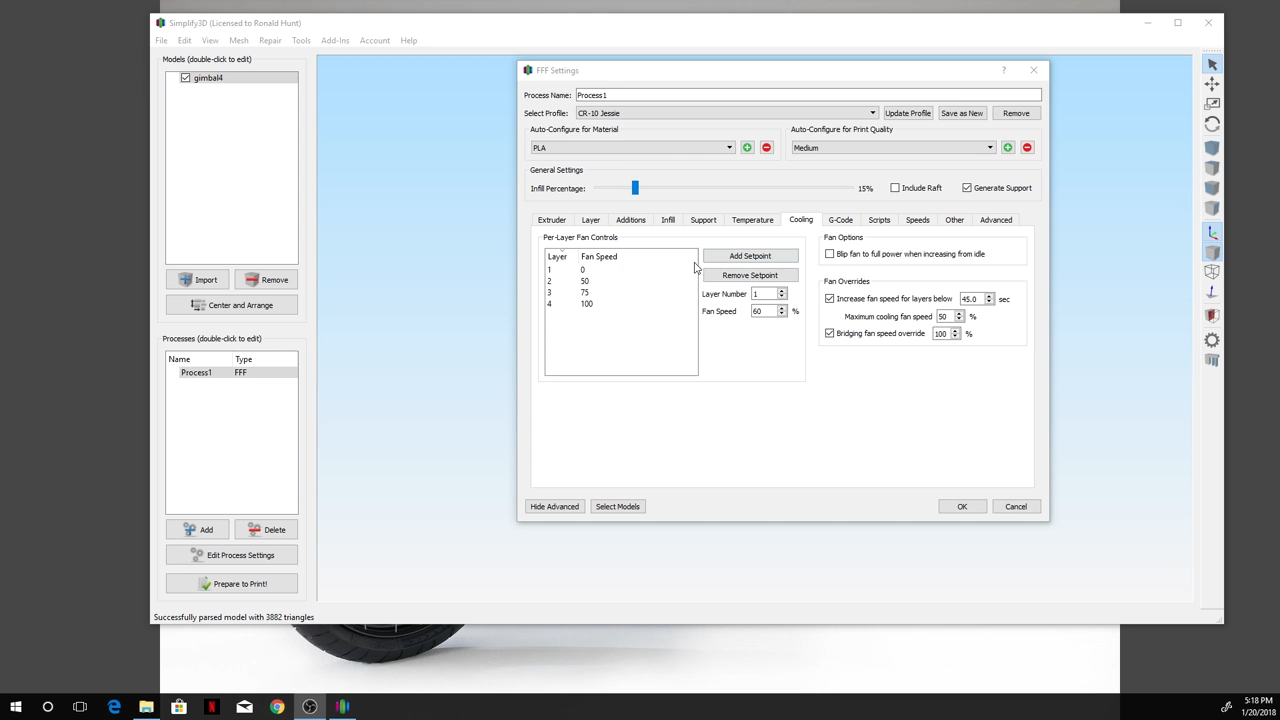 Simplify3D (Licensed to Ronald Hunt)
File Edit View Mesh Repair Tools Add-Ins Account Help
Models (double-click to edit)
gimbal4
Import Remove
Center and Arrange
Processes (double-click to edit)
Name Type
Process1 FFF
Add Delete
Edit Process Settings
Prepare to Print!
Successfully parsed model with 3882 triangles
FFF Settings
Process Name: Process1
Select Profile: CR-10 Jessie Update Profile Save as New Remove
Auto-Configure for Material
PLA
Auto-Configure for Print Quality
Medium
General Settings
Infill Percentage: 15% Include Raft Generate Support
Extruder Layer Additions Infill Support Temperature Cooling G-Code Scripts Speeds Other Advanced
Per-Layer Fan Controls
Layer Fan Speed
1 0
2 50
3 75
4 100
Add Setpoint
Remove Setpoint
Layer Number 1
Fan Speed 60 %
Fan Options
Blip fan to full power when increasing from idle
Fan Overrides
Increase fan speed for layers below 45.0 sec
Maximum cooling fan speed 50 %
Bridging fan speed override 100 %
Hide Advanced Select Models OK Cancel
5:18 PM
1/20/2018